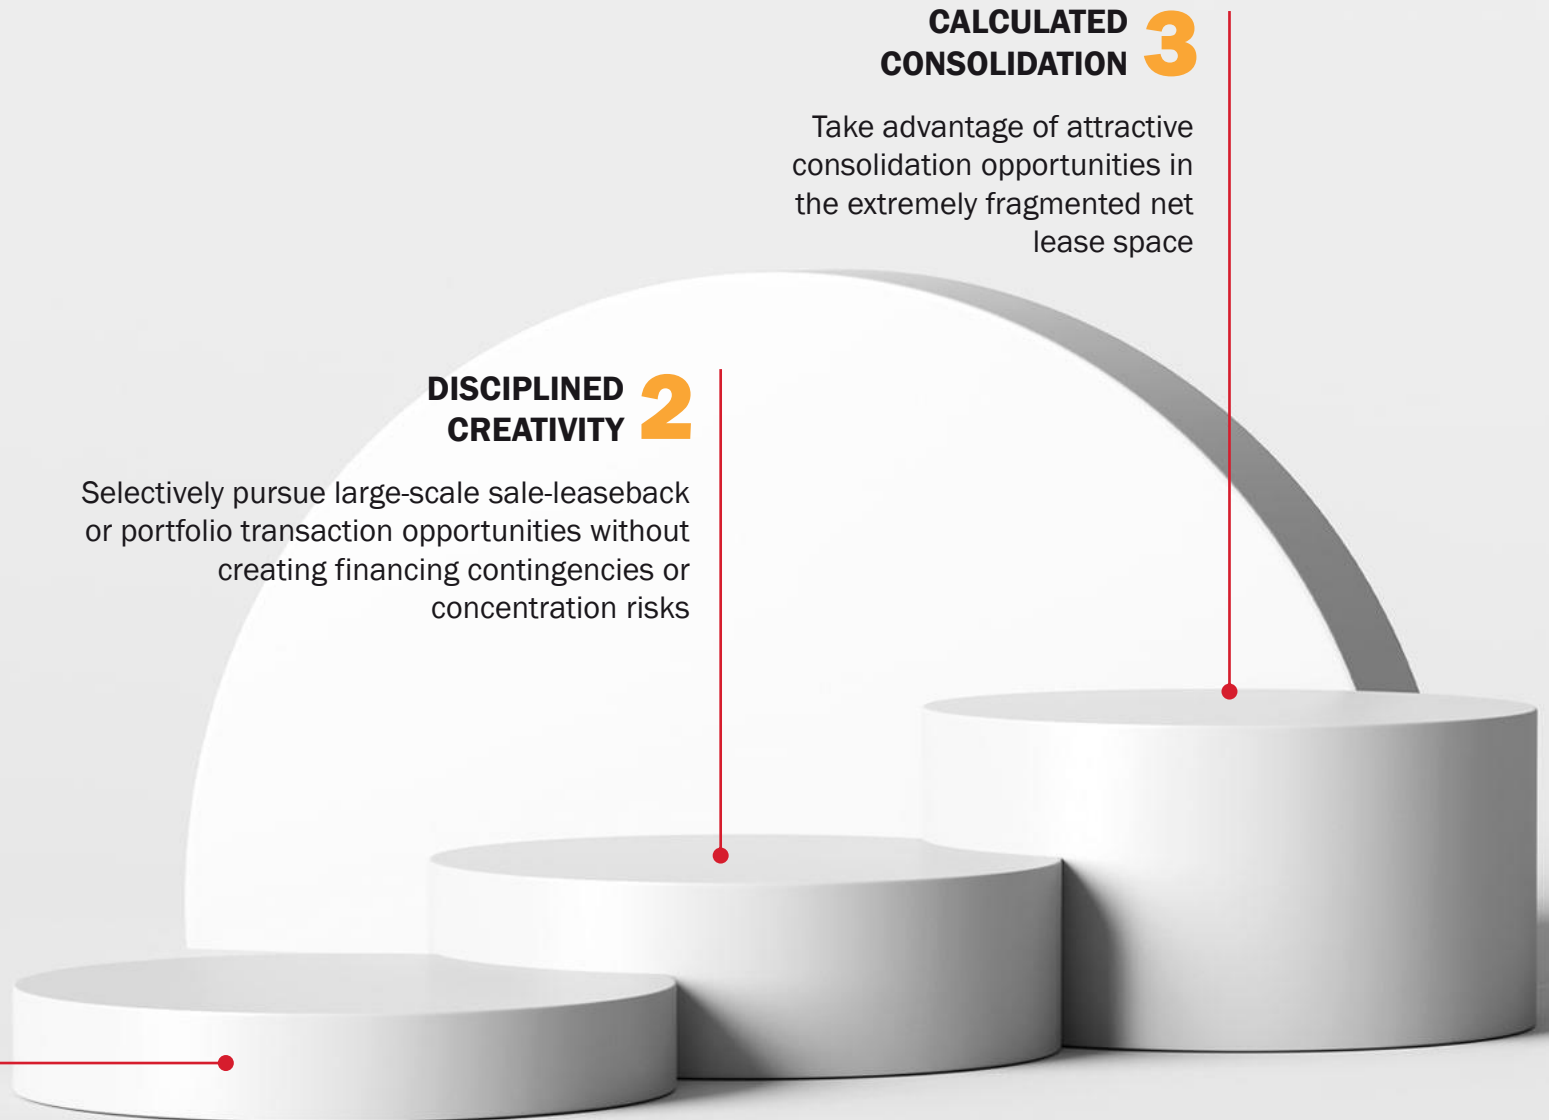 CALCULATED
CONSOLIDATION 3
Take advantage of attractive
consolidation opportunities in
the extremely fragmented net
lease space
DISCIPLINED
CREATIVITY 2
Selectively pursue large-scale sale-leaseback
or portfolio transaction opportunities without
creating financing contingencies or
concentration risks